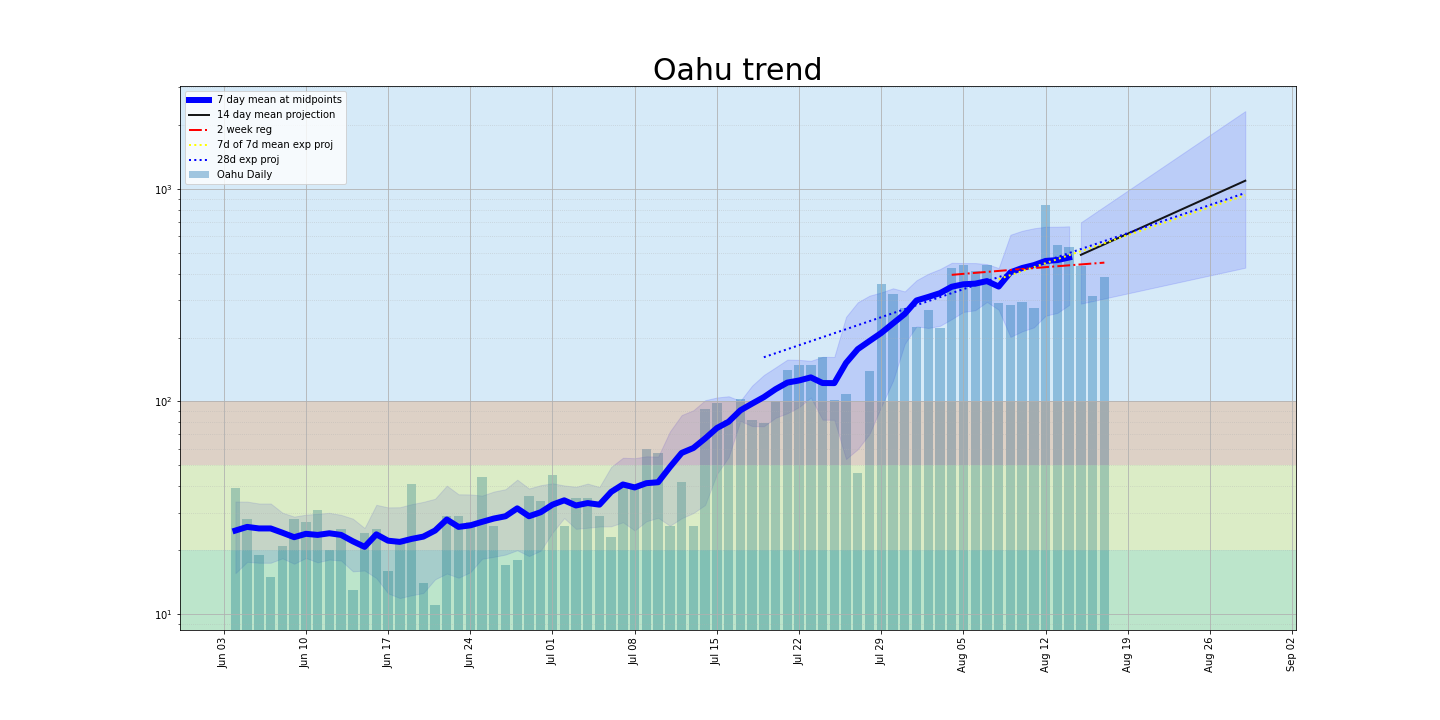 Oahu trend
7 day mean at midpoints
14 day mean projection
2 week reg
7d of 7d mean exp proj
28d exp proj
Oahu Daily
10³
10²
10¹
Jun 03
Jun 10
Jun 17
Jun 24
Jul 01
Jul 08
Jul 15
Jul 22
Jul 29
Aug 05
Aug 12
Aug 19
Aug 26
Sep 02